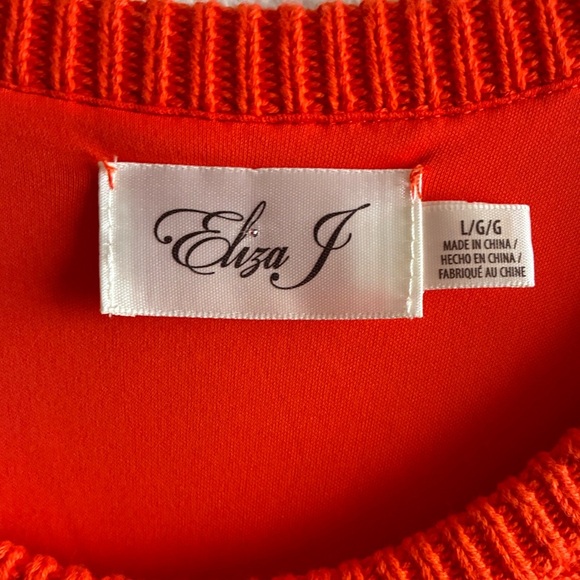 Eliza J
L/G/G
MADE IN CHINA /
HECHO EN CHINA /
FABRIQUÉ AU CHINE